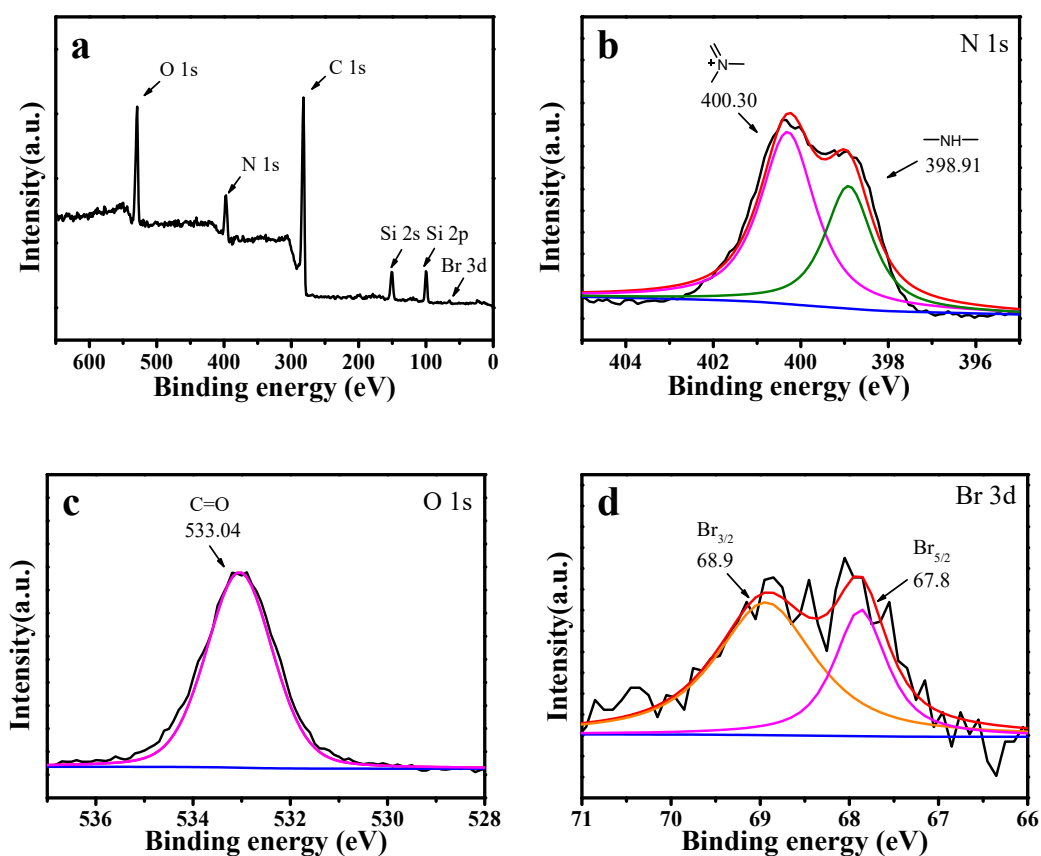 a
O 1s
C 1s
N 1s
Si 2s
Si 2p
Br 3d
Intensity(a.u.)
600
500
400
300
200
100
0
Binding energy (eV)
b
N 1s
+
N
400.30
NH
398.91
Intensity(a.u.)
404
402
400
398
396
Binding energy (eV)
c
O 1s
C=O
533.04
Intensity(a.u.)
536
534
532
530
528
Binding energy (eV)
d
Br 3d
Br3/2
68.9
Br5/2
67.8
Intensity(a.u.)
71
70
69
68
67
66
Binding energy (eV)